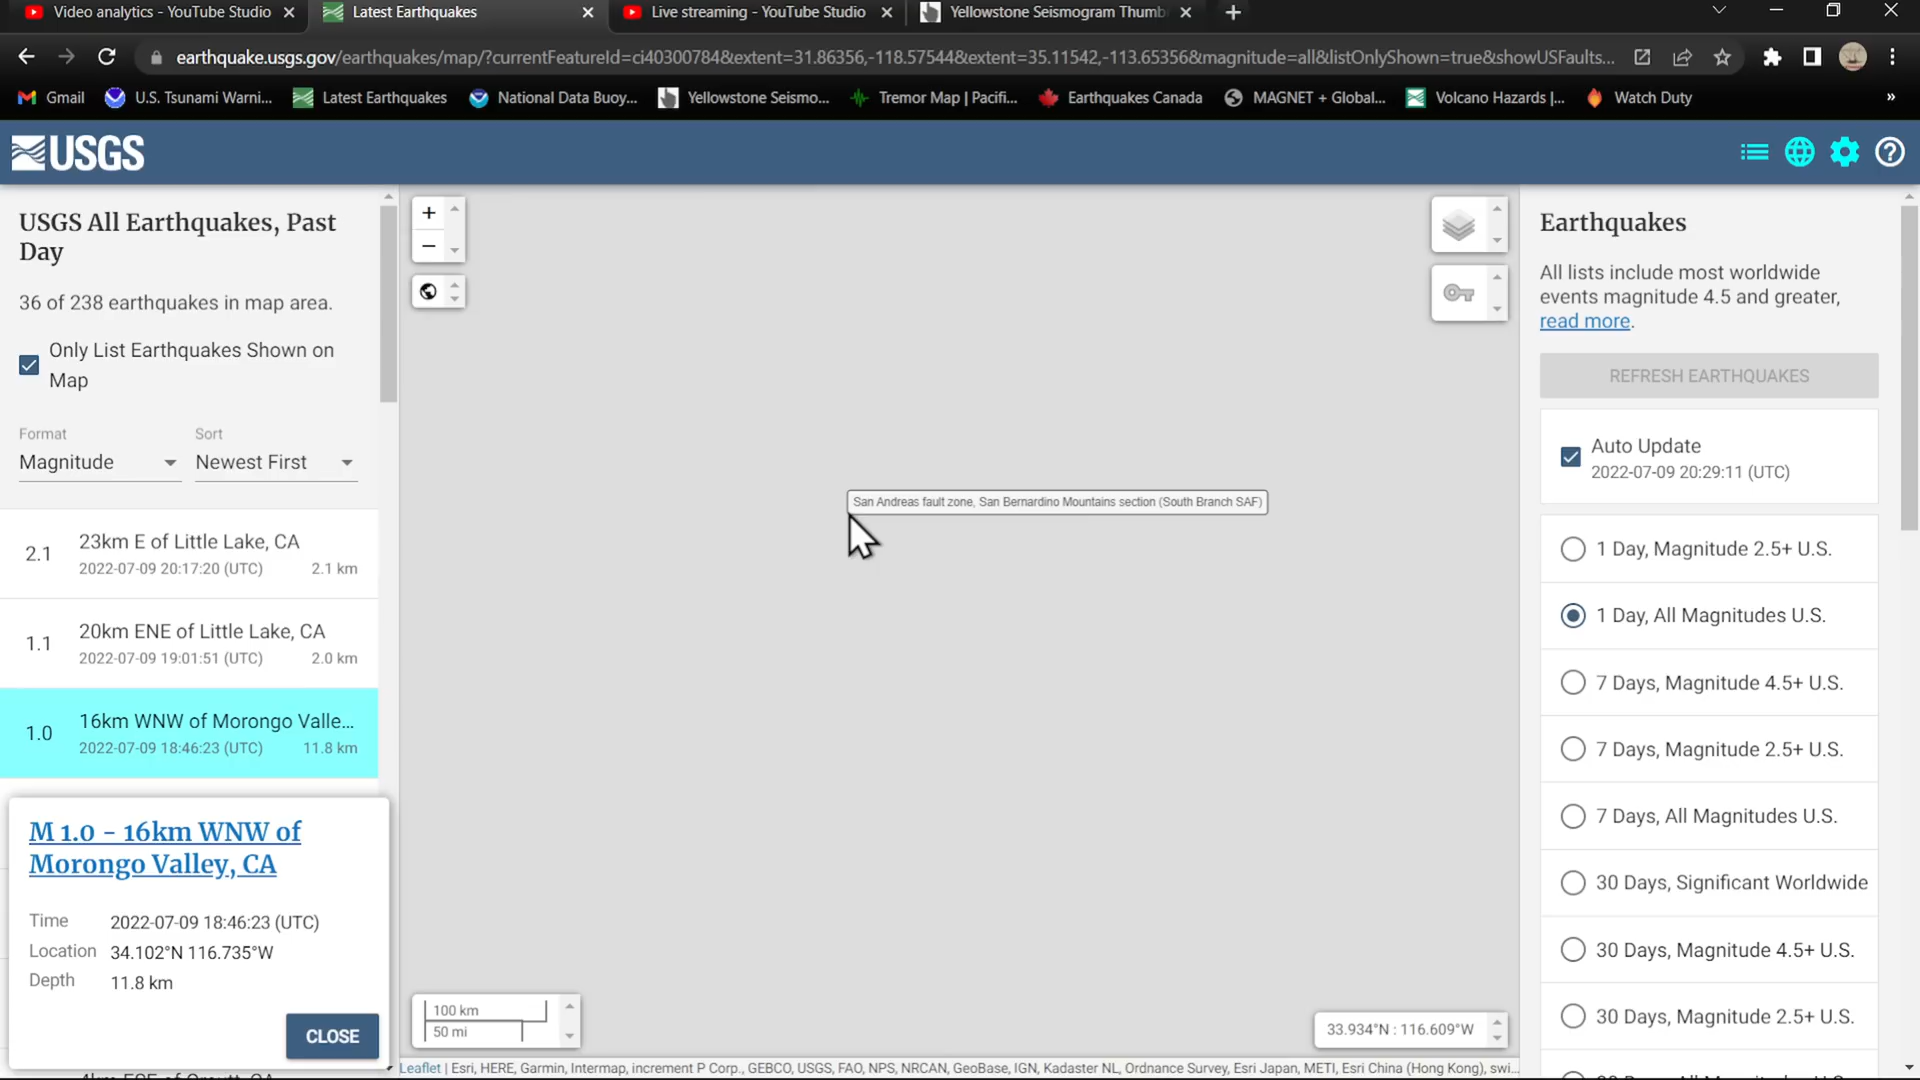 Video analytics - YouTube Studio
Latest Earthquakes
Live streaming - YouTube Studio
Yellowstone Seismogram Thumb
earthquake.usgs.gov/earthquakes/map/?currentFeatureId=ci40300784&extent=31.86356,-118.57544&extent=35.11542,-113.65356&magnitude=all&listOnlyShown=true&showUSFaults...
Gmail
U.S. Tsunami Warni...
Latest Earthquakes
National Data Buoy...
Yellowstone Seismo...
Tremor Map | Pacifi...
Earthquakes Canada
MAGNET + Global...
Volcano Hazards |...
Watch Duty
»
USGS
USGS All Earthquakes, Past
Day
36 of 238 earthquakes in map area.
Only List Earthquakes Shown on
Map
Format
Magnitude
Sort
Newest First
2.1
23km E of Little Lake, CA
2022-07-09 20:17:20 (UTC) 2.1 km
1.1
20km ENE of Little Lake, CA
2022-07-09 19:01:51 (UTC) 2.0 km
1.0
16km WNW of Morongo Valle...
2022-07-09 18:46:23 (UTC) 11.8 km
M 1.0 - 16km WNW of
Morongo Valley, CA
Time 2022-07-09 18:46:23 (UTC)
Location 34.102°N 116.735°W
Depth 11.8 km
CLOSE
+
−
San Andreas fault zone, San Bernardino Mountains section (South Branch SAF)
100 km
50 mi
33.934°N : 116.609°W
Leaflet | Esri, HERE, Garmin, Intermap, increment P Corp., GEBCO, USGS, FAO, NPS, NRCAN, GeoBase, IGN, Kadaster NL, Ordnance Survey, Esri Japan, METI, Esri China (Hong Kong), swi...
Earthquakes
All lists include most worldwide
events magnitude 4.5 and greater,
read more.
REFRESH EARTHQUAKES
Auto Update
2022-07-09 20:29:11 (UTC)
1 Day, Magnitude 2.5+ U.S.
1 Day, All Magnitudes U.S.
7 Days, Magnitude 4.5+ U.S.
7 Days, Magnitude 2.5+ U.S.
7 Days, All Magnitudes U.S.
30 Days, Significant Worldwide
30 Days, Magnitude 4.5+ U.S.
30 Days, Magnitude 2.5+ U.S.